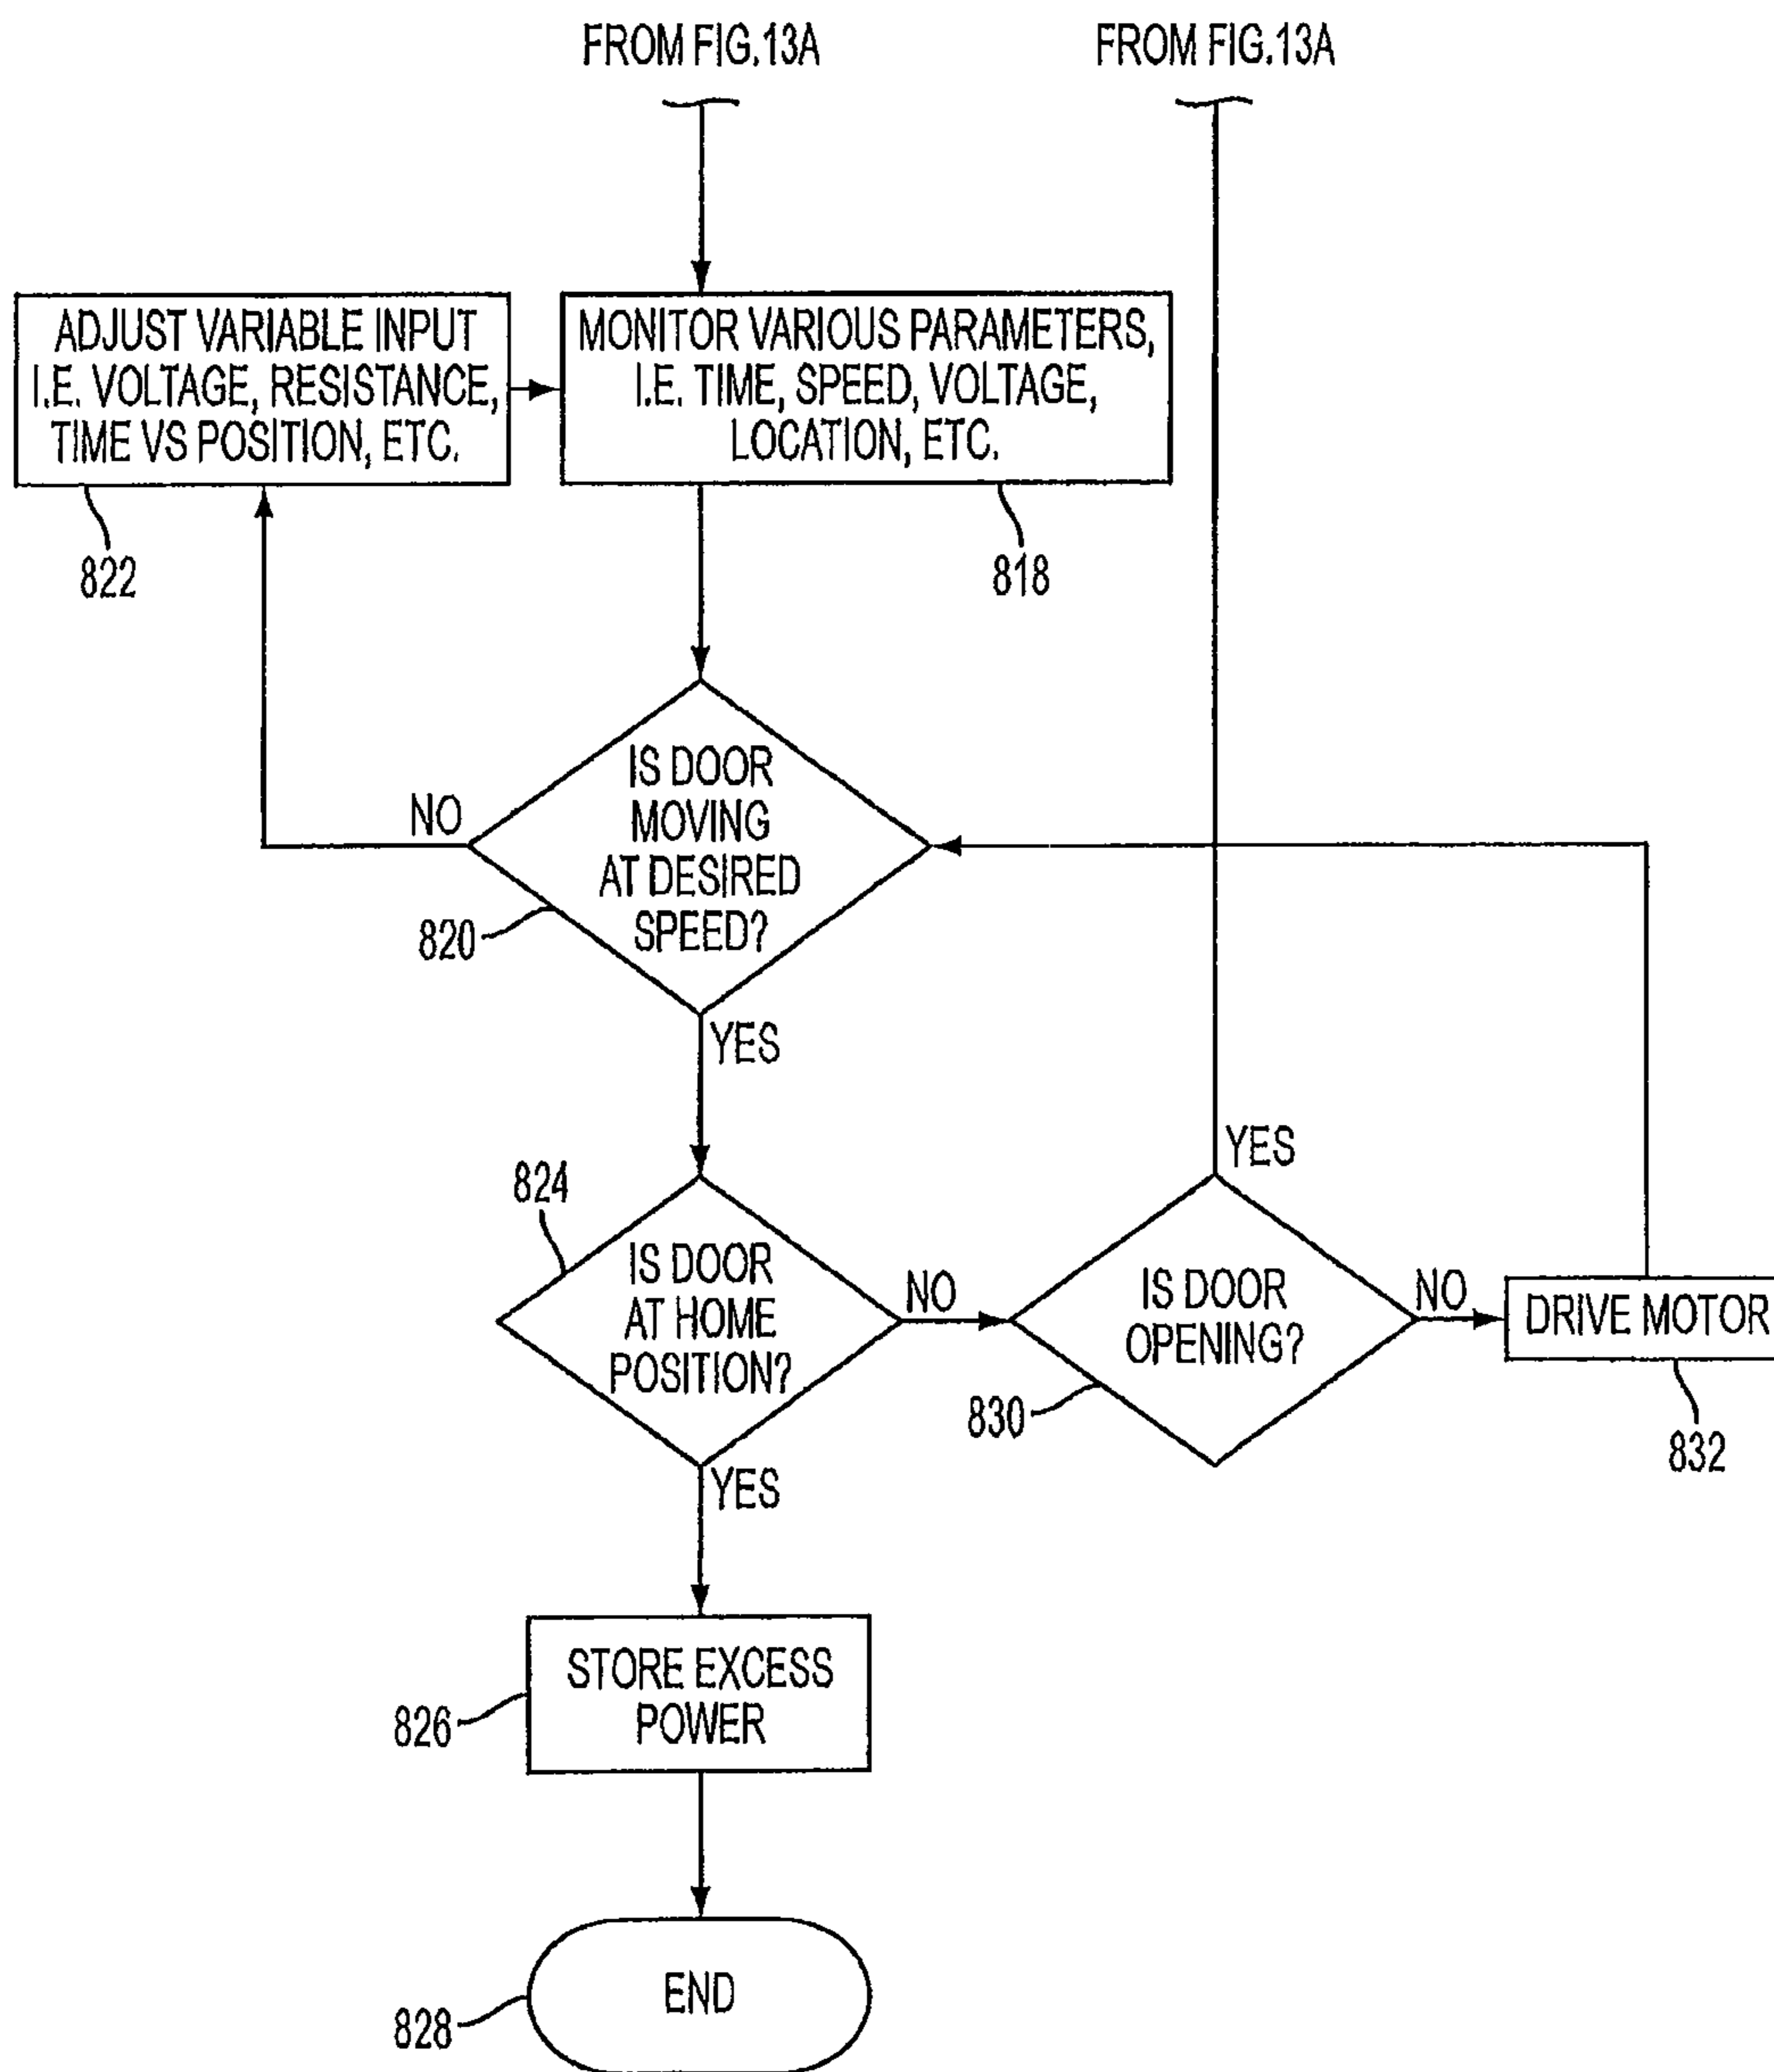 FROM FIG.13A
FROM FIG.13A
ADJUST VARIABLE INPUT
I.E. VOLTAGE, RESISTANCE,
TIME VS POSITION, ETC.
822
MONITOR VARIOUS PARAMETERS,
I.E. TIME, SPEED, VOLTAGE,
LOCATION, ETC.
818
IS DOOR
MOVING
AT DESIRED
SPEED?
NO
820
YES
824
IS DOOR
AT HOME
POSITION?
NO
YES
YES
IS DOOR
OPENING?
830
NO
DRIVE MOTOR
832
STORE EXCESS
POWER
826
END
828